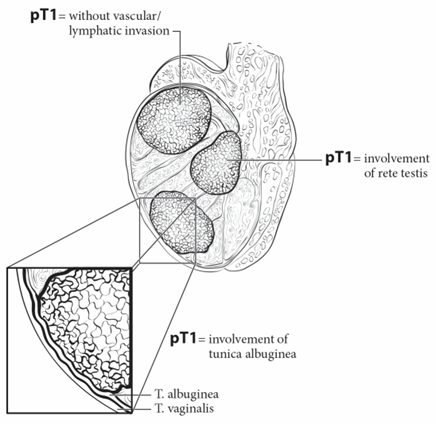 pT1 = without vascular/
lymphatic invasion
pT1 = involvement
of rete testis
pT1 = involvement of
tunica albuginea
T. albuginea
T. vaginalis